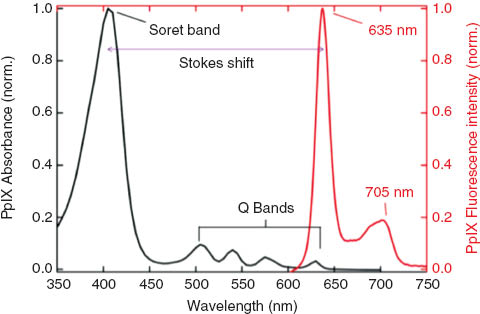 1.0
0.8
0.6
0.4
0.2
0.0
PpIX Absorbance (norm.)
Soret band
Stokes shift
Q Bands
635 nm
705 nm
1.0
0.8
0.6
0.4
0.2
0.0
PpIX Fluorescence intensity (norm.)
350 400 450 500 550 600 650 700 750
Wavelength (nm)